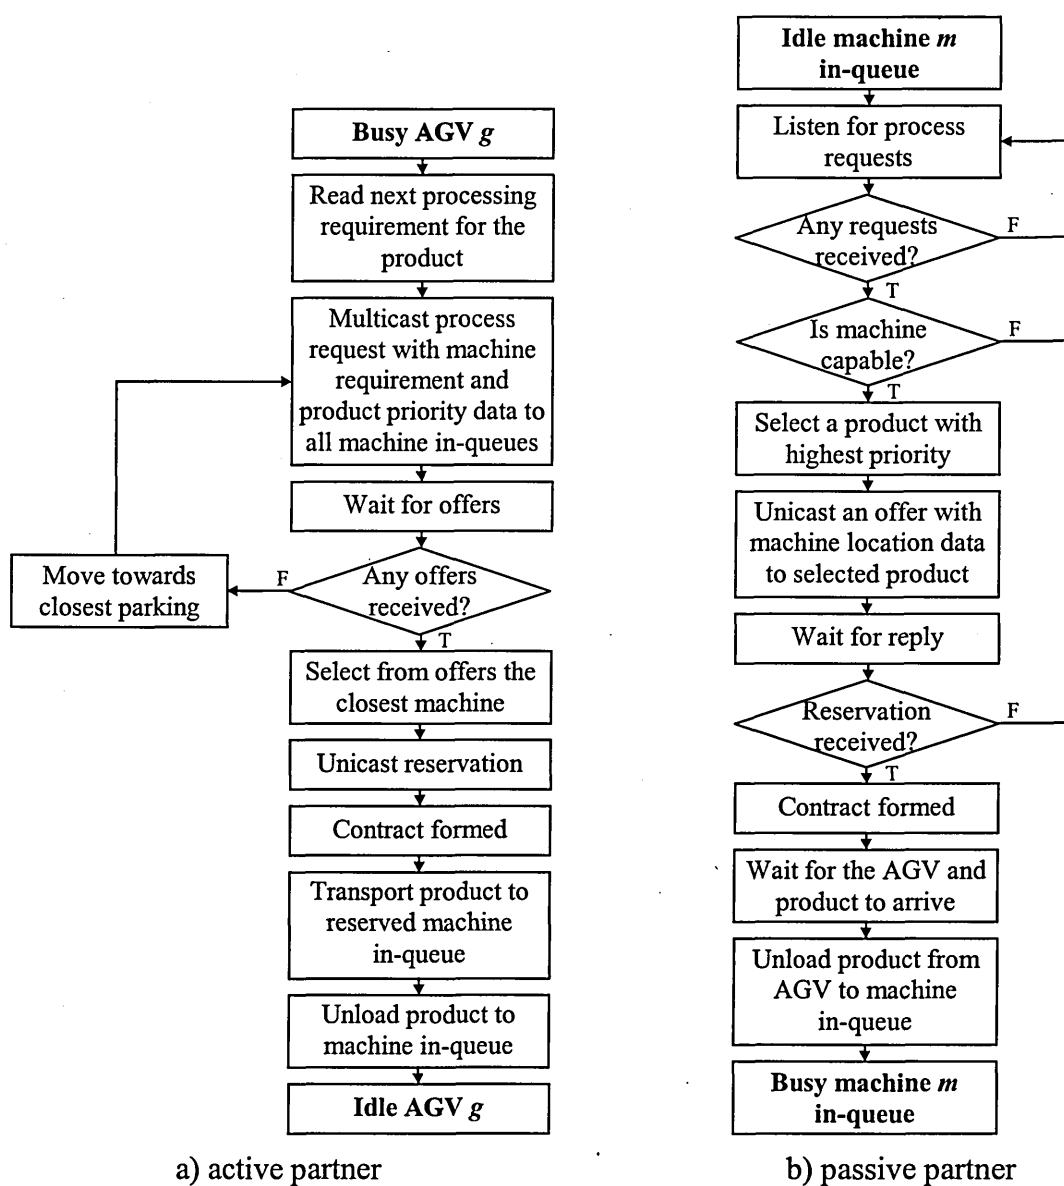 Busy AGV g
Read next processing
requirement for the
product
Multicast process
request with machine
requirement and
product priority data to
all machine in-queues
Wait for offers
Any offers
received?
F
T
Move towards
closest parking
Select from offers the
closest machine
Unicast reservation
Contract formed
Transport product to
reserved machine
in-queue
Unload product to
machine in-queue
Idle AGV g
a) active partner
Idle machine m
in-queue
Listen for process
requests
Any requests
received?
F
T
Is machine
capable?
F
T
Select a product with
highest priority
Unicast an offer with
machine location data
to selected product
Wait for reply
Reservation
received?
F
T
Contract formed
Wait for the AGV and
product to arrive
Unload product from
AGV to machine
in-queue
Busy machine m
in-queue
b) passive partner